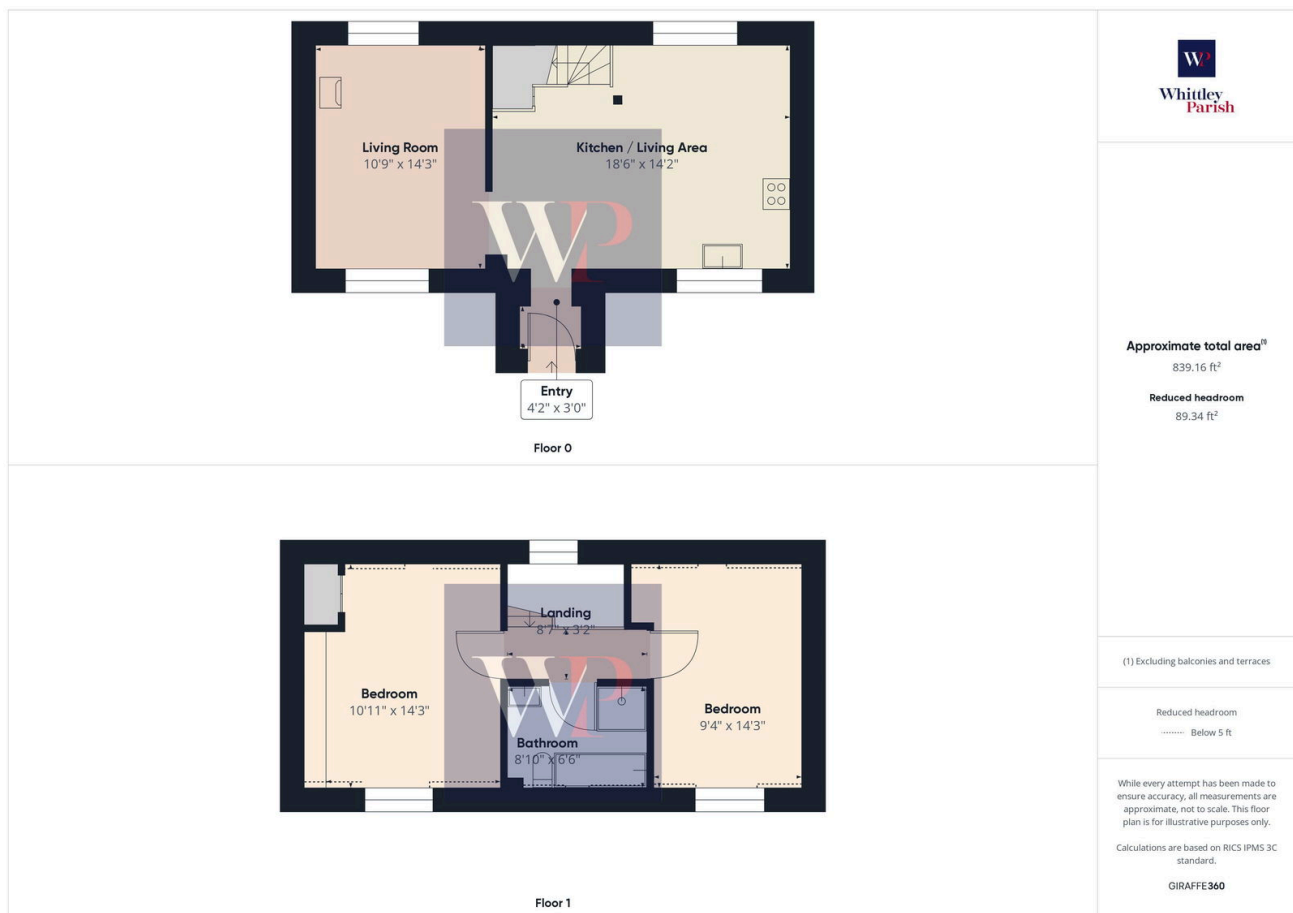 Living Room
10'9" x 14'3"
Kitchen / Living Area
18'6" x 14'2"
WP
Entry
4'2" x 3'0"
Floor 0
Landing
8'7" x 3'2"
WP
Bedroom
10'11" x 14'3"
Bedroom
9'4" x 14'3"
Bathroom
8'10" x 6'6"
Floor 1
WP
Whittley
Parish
Approximate total area(1)
839.16 ft²
Reduced headroom
89.34 ft²
(1) Excluding balconies and terraces
Reduced headroom
Below 5 ft
While every attempt has been made to
ensure accuracy, all measurements are
approximate, not to scale. This floor
plan is for illustrative purposes only.
Calculations are based on RICS IPMS 3C
standard.
GIRAFFE360